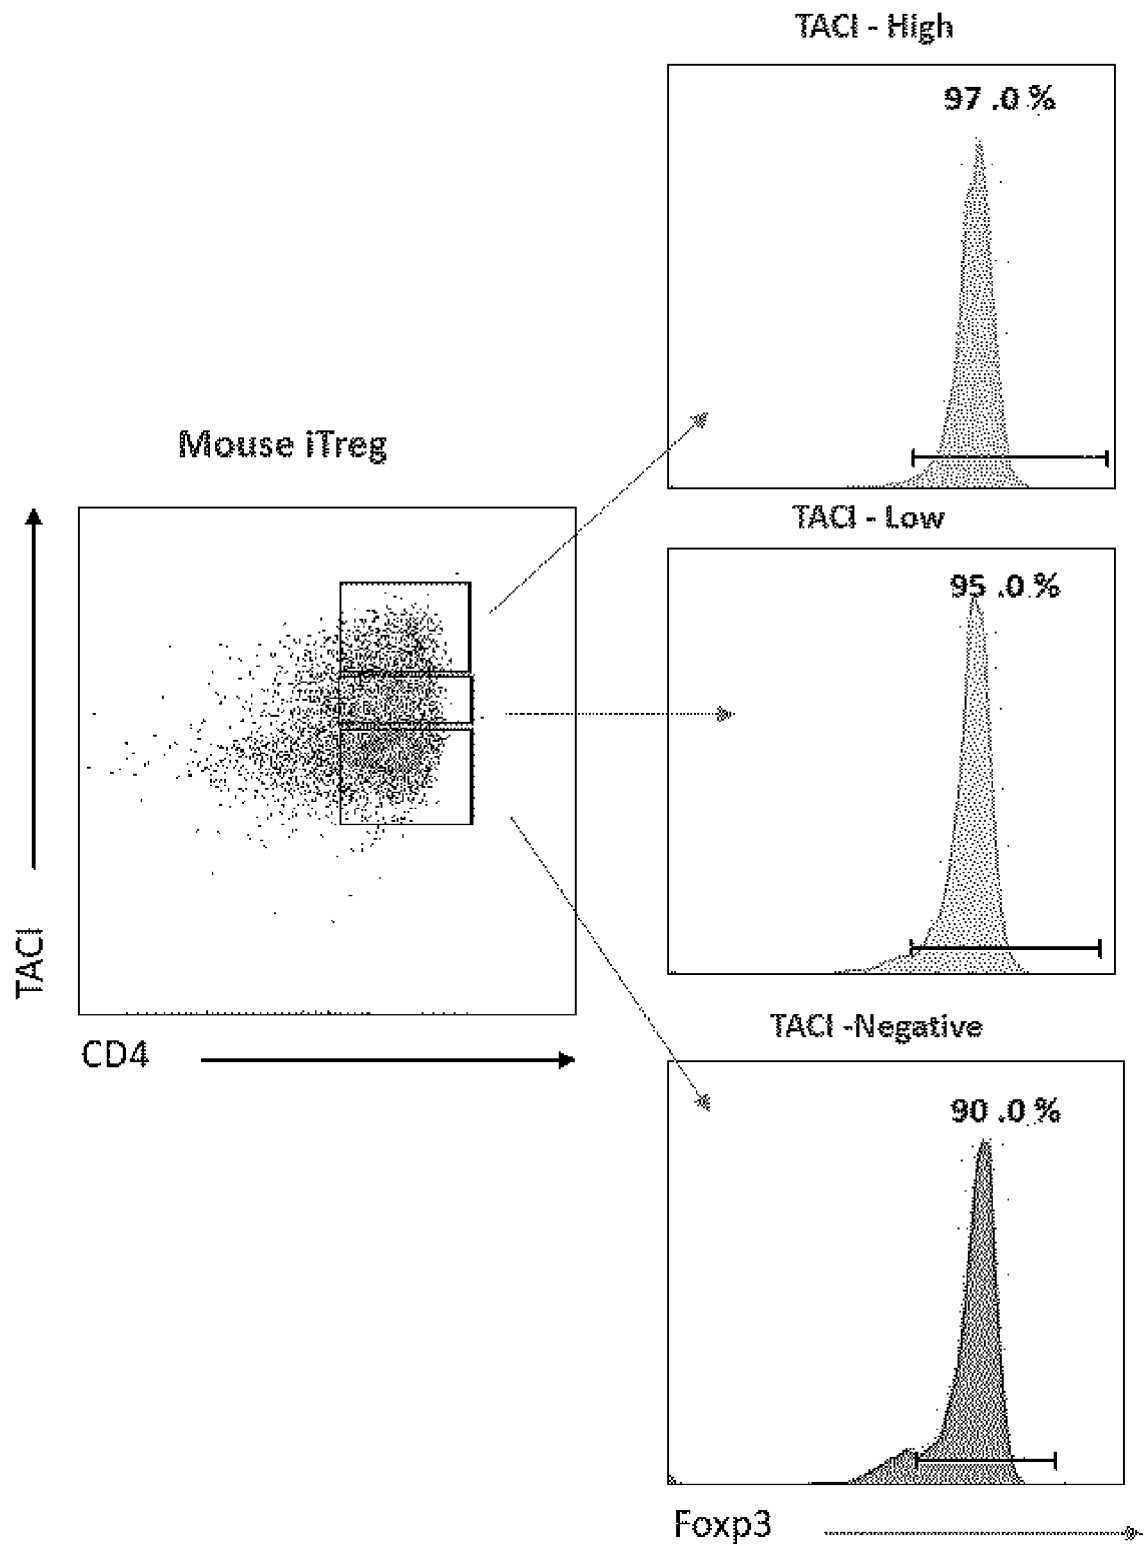 TACI - High
97 .0 %
Mouse iTreg
TACI - Low
95 .0 %
TACI
CD4
TACI -Negative
90 .0 %
Foxp3